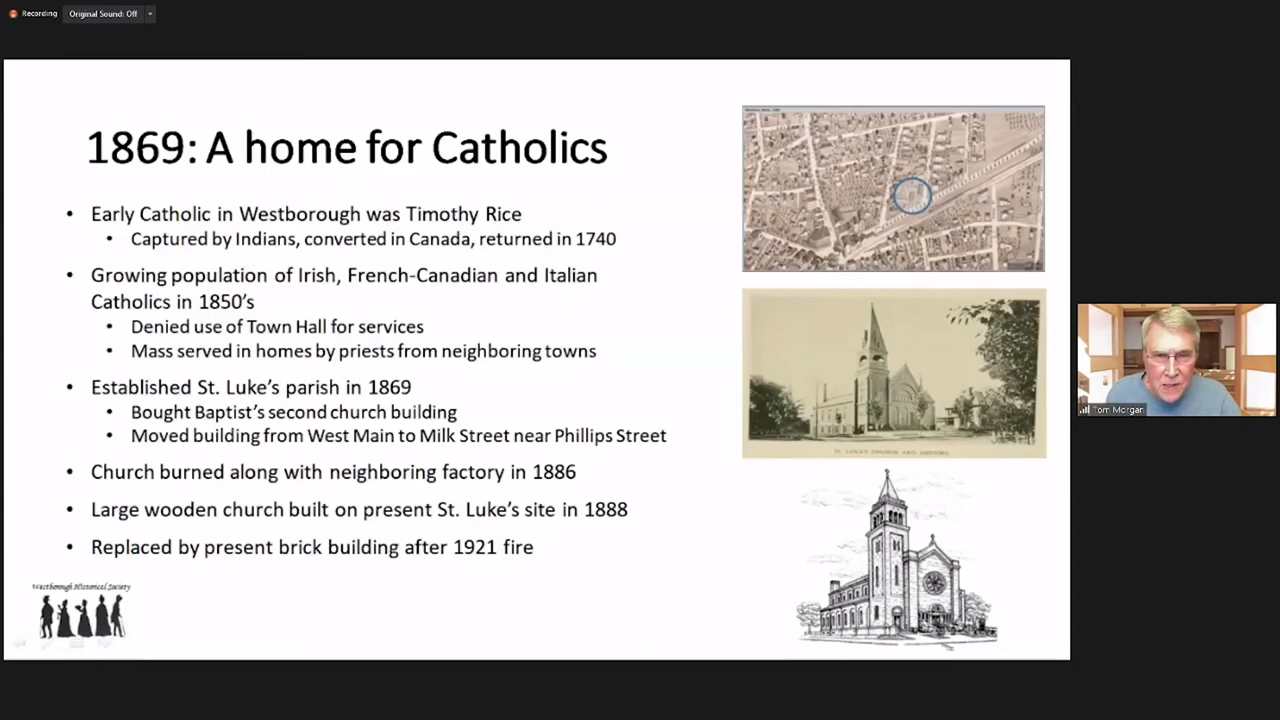 Recording
Original Sound: Off
1869: A home for Catholics
• Early Catholic in Westborough was Timothy Rice
• Captured by Indians, converted in Canada, returned in 1740
• Growing population of Irish, French-Canadian and Italian
Catholics in 1850's
• Denied use of Town Hall for services
• Mass served in homes by priests from neighboring towns
• Established St. Luke's parish in 1869
• Bought Baptist's second church building
• Moved building from West Main to Milk Street near Phillips Street
• Church burned along with neighboring factory in 1886
• Large wooden church built on present St. Luke's site in 1888
• Replaced by present brick building after 1921 fire
Westborough Historical Society
ST. LUKE'S CHURCH AND RECTORY
Tom Morgan